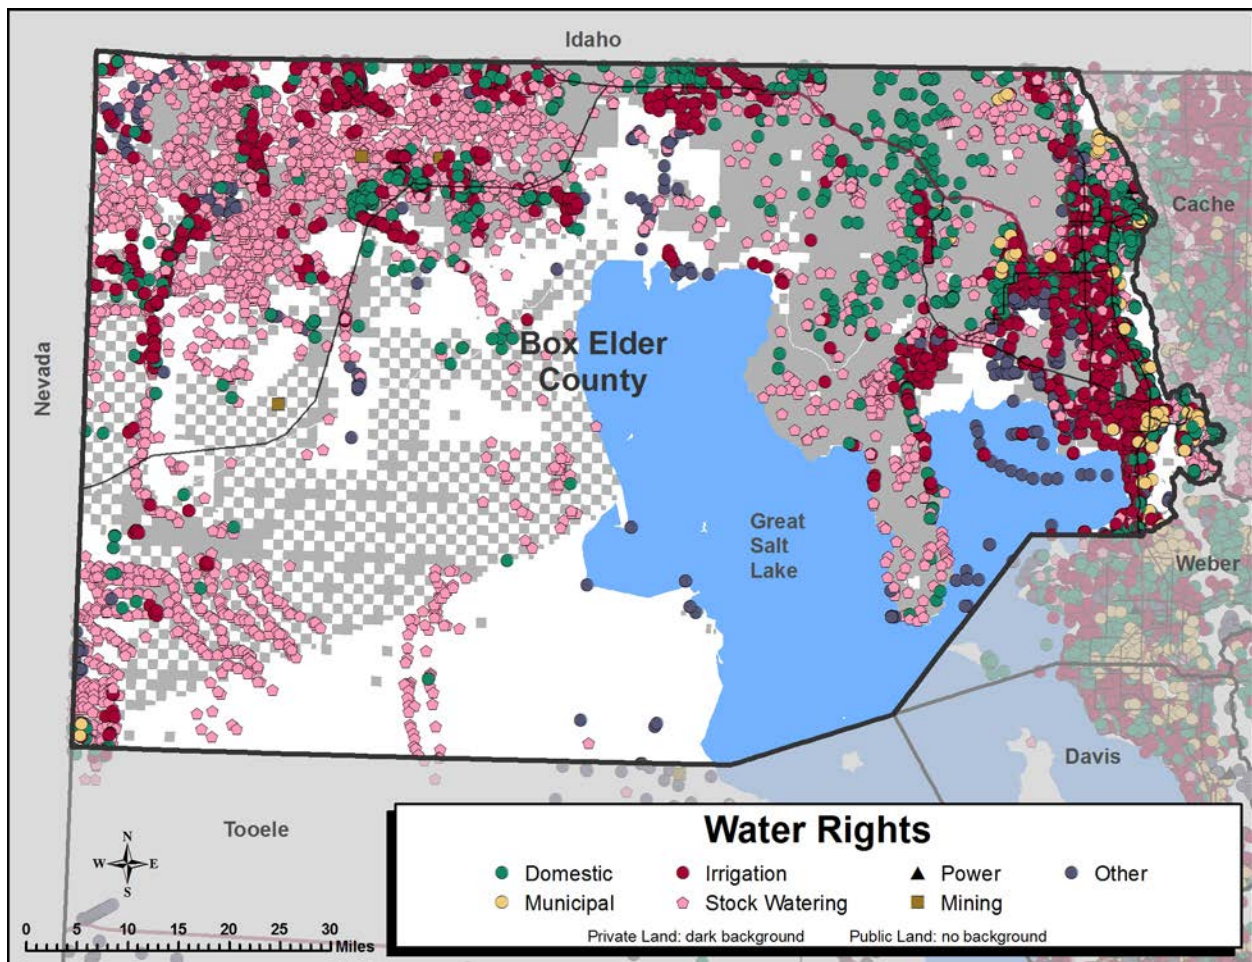 Idaho
Cache
Nevada
Box Elder
County
Great
Salt
Lake
Weber
Davis
Tooele
N
W
E
S
0 5 10 15 20 25 30
Miles
Water Rights
Domestic
Irrigation
Power
Other
Municipal
Stock Watering
Mining
Private Land: dark background Public Land: no background